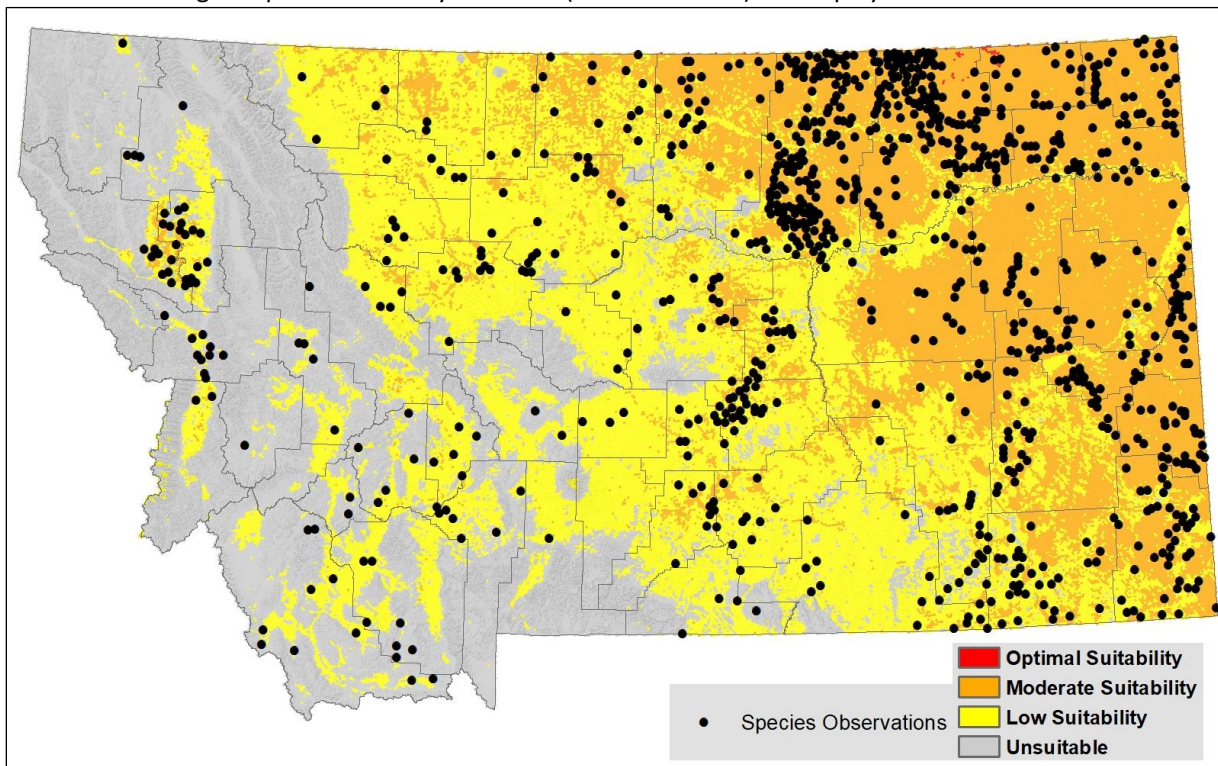 Optimal Suitability
Moderate Suitability
Species Observations
Low Suitability
Unsuitable